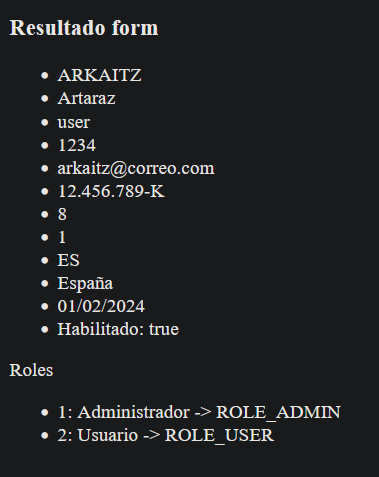 Resultado form
ARKAITZ
Artaraz
user
1234
arkaitz@correo.com
12.456.789-K
8
1
ES
España
01/02/2024
Habilitado: true
Roles
1: Administrador -> ROLE_ADMIN
2: Usuario -> ROLE_USER